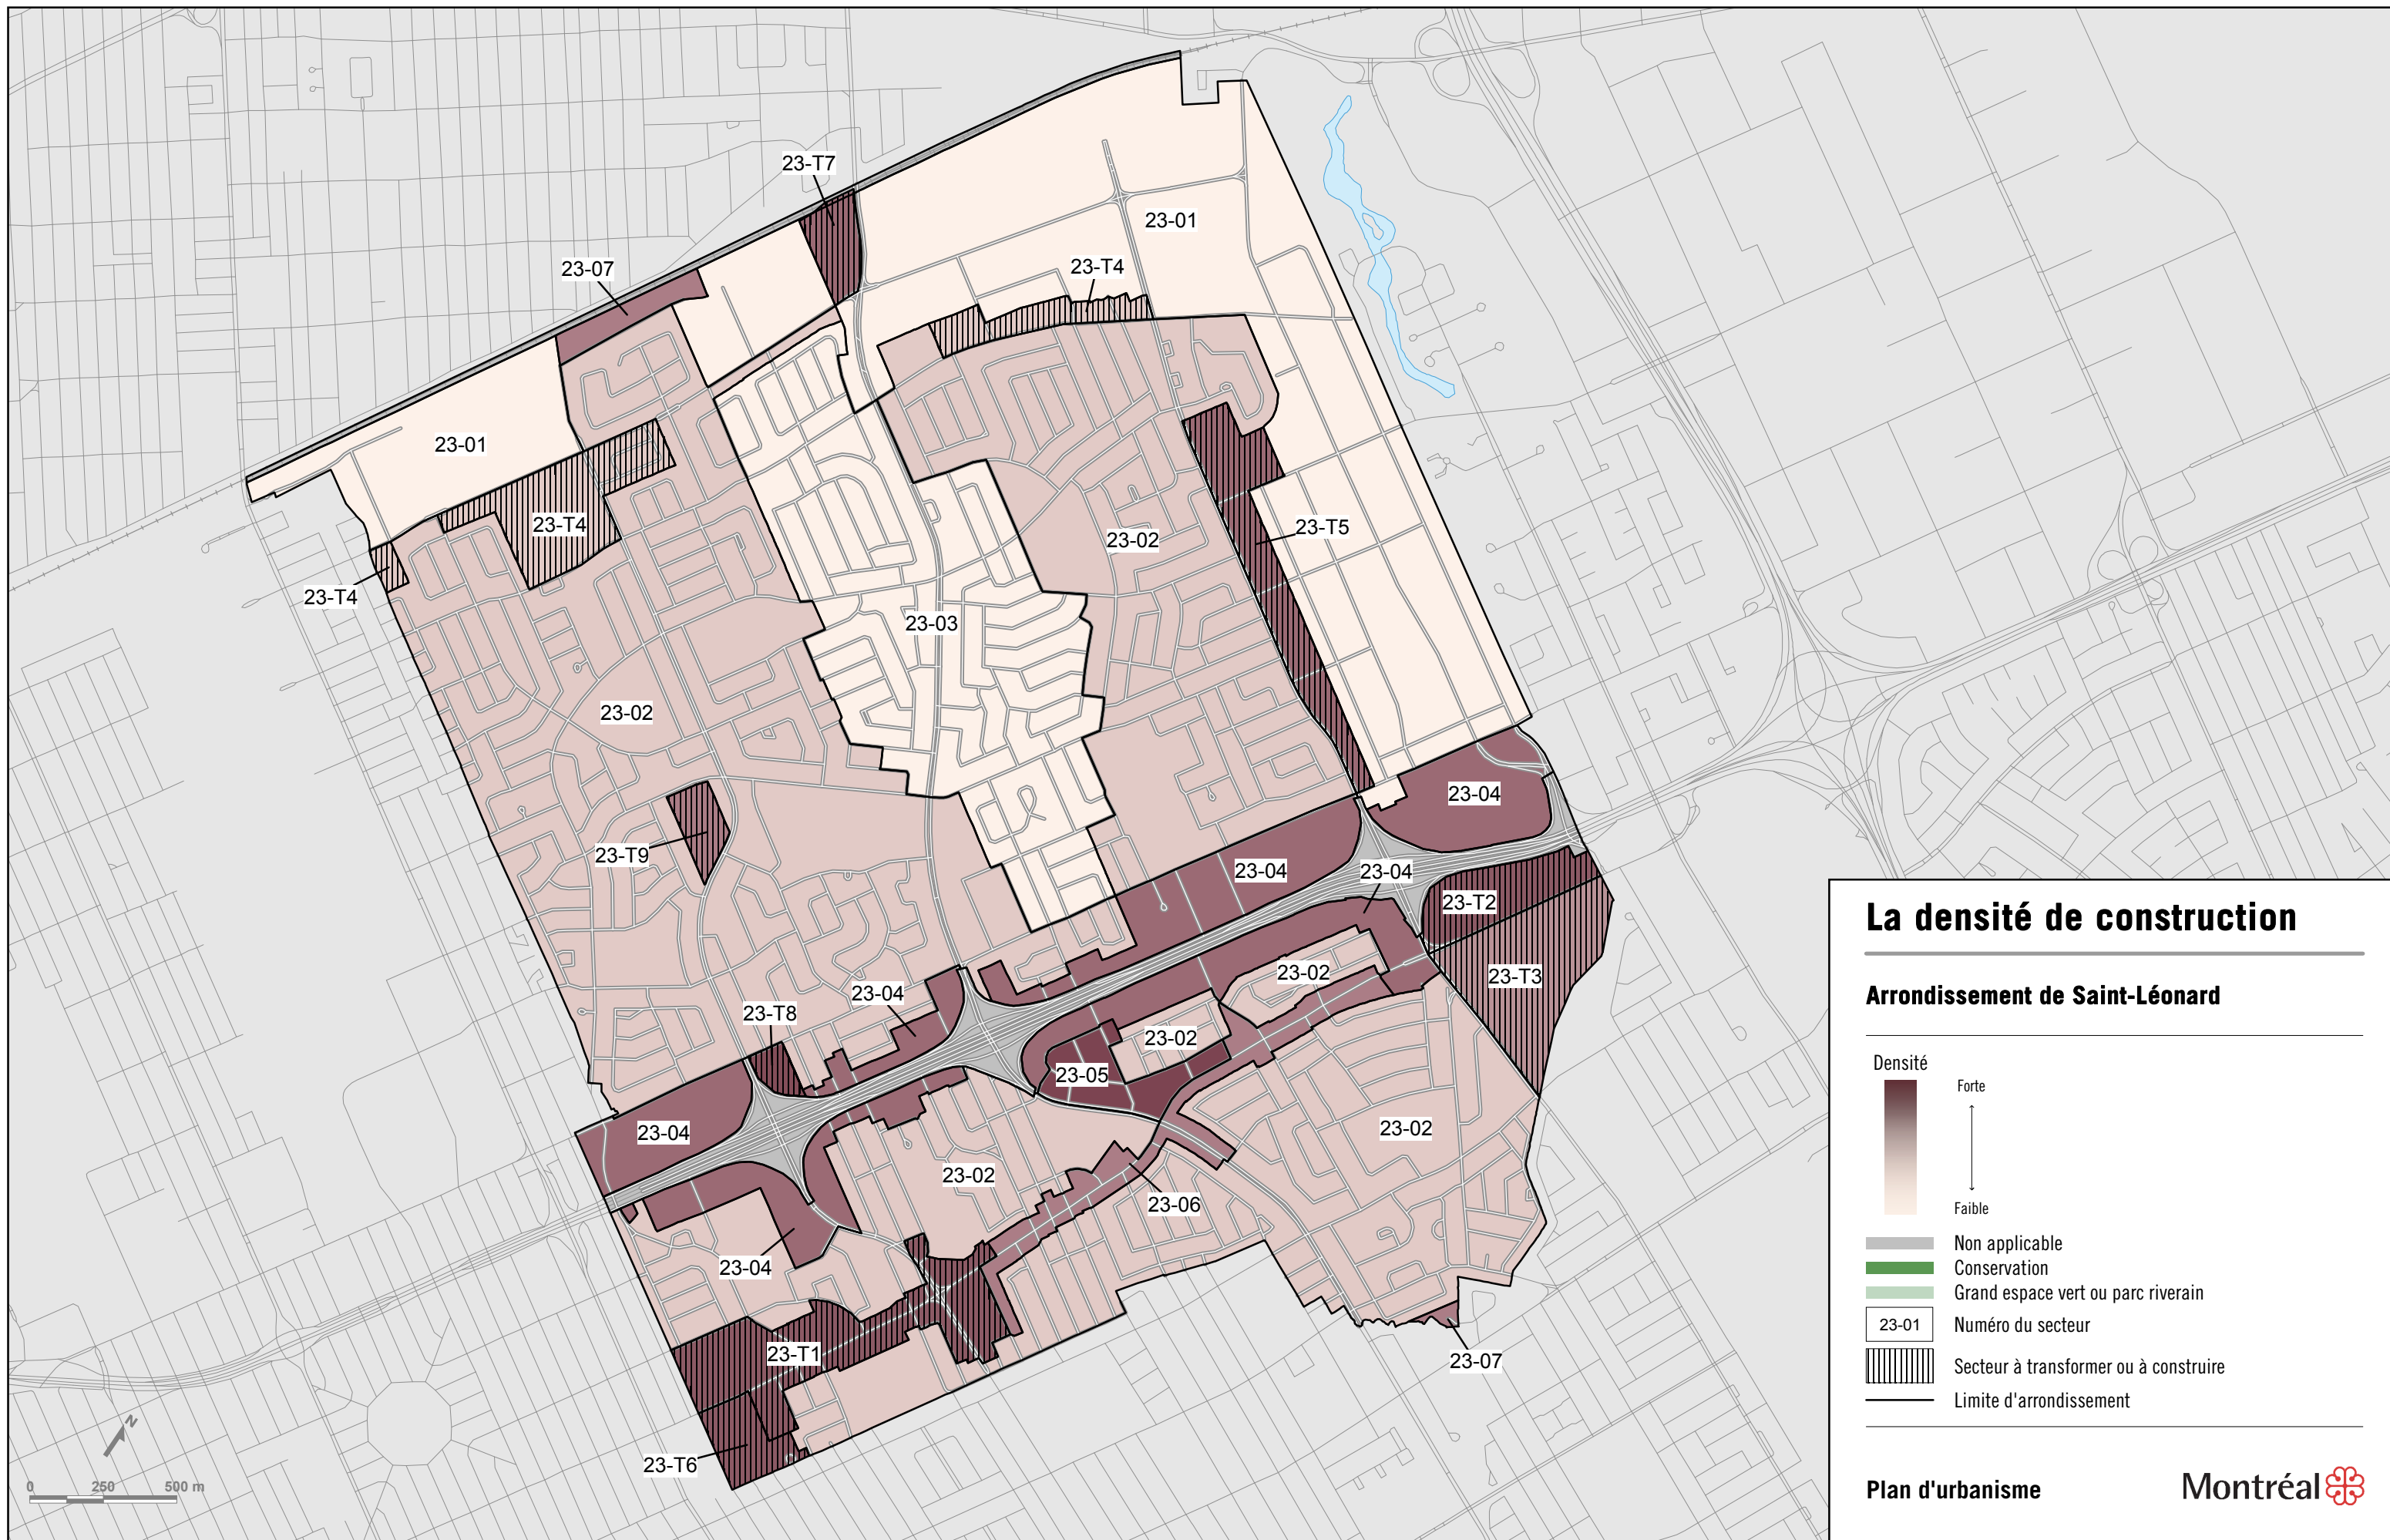 23-T7
23-01
23-07
23-T4
23-01
23-T4
23-T5
23-02
23-T4
23-03
23-02
23-04
23-T9
23-04
23-04
23-T2
23-02
23-T3
23-04
23-T8
23-02
23-05
23-04
23-02
23-02
23-06
23-04
23-T1
23-07
23-T6
N
0 250 500 m
La densité de construction
Arrondissement de Saint-Léonard
Densité
Forte
Faible
Non applicable
Conservation
Grand espace vert ou parc riverain
23-01 Numéro du secteur
Secteur à transformer ou à construire
Limite d'arrondissement
Plan d'urbanisme
Montréal